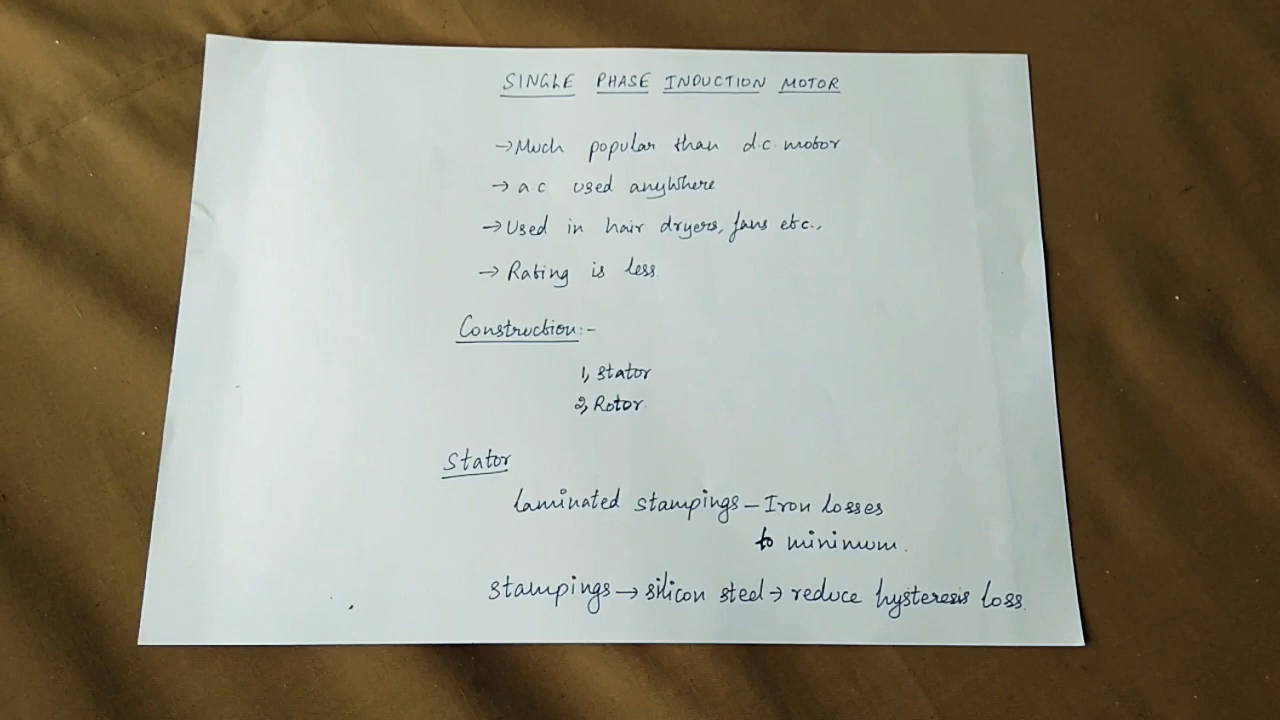 SINGLE PHASE INDUCTION MOTOR
→ Much popular than d.c. motor
→ a.c used anywhere
→ Used in hair dryers, fans etc.,
→ Rating is less.
Construction:-
1, Stator
2, Rotor.
Stator
Laminated stampings - Iron losses
to minimum.
Stampings → silicon steel → reduce hysteresis loss.